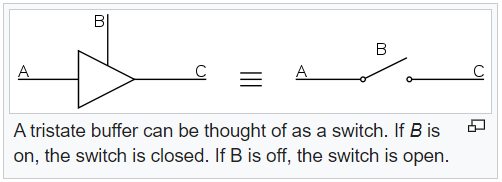 B
A
C
≡
A
B
C
A tristate buffer can be thought of as a switch. If B is
on, the switch is closed. If B is off, the switch is open.